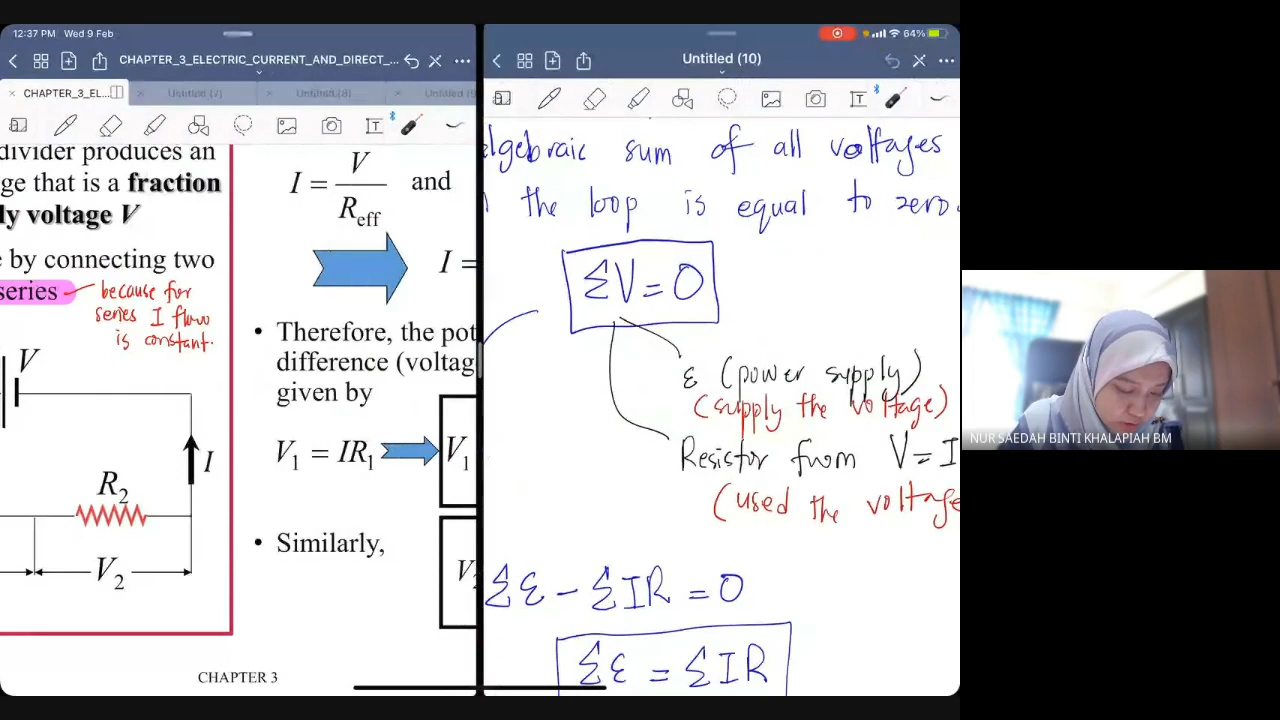 12:37 PM Wed 9 Feb
64%
CHAPTER_3_ELECTRIC_CURRENT_AND_DIRECT_...
CHAPTER_3_EL...
Untitled (7)
Untitled (8)
Untitled (9
divider produces an
ge that is a fraction
ly voltage V
e by connecting two
series
because for
series I flow
is constant.
V
I
R2
V2
I = V / Reff and
I =
• Therefore, the pot
difference (voltag
given by
V1 = IR1
V1
• Similarly,
V2
CHAPTER 3
Untitled (10)
algebraic sum of all voltages
n the loop is equal to zero.
ΣV = 0
ε (power supply)
(supply the voltage)
Resistor from V = I
(used the voltage
Σε - ΣIR = 0
Σε = ΣIR
NUR SAEDAH BINTI KHALAPIAH BM